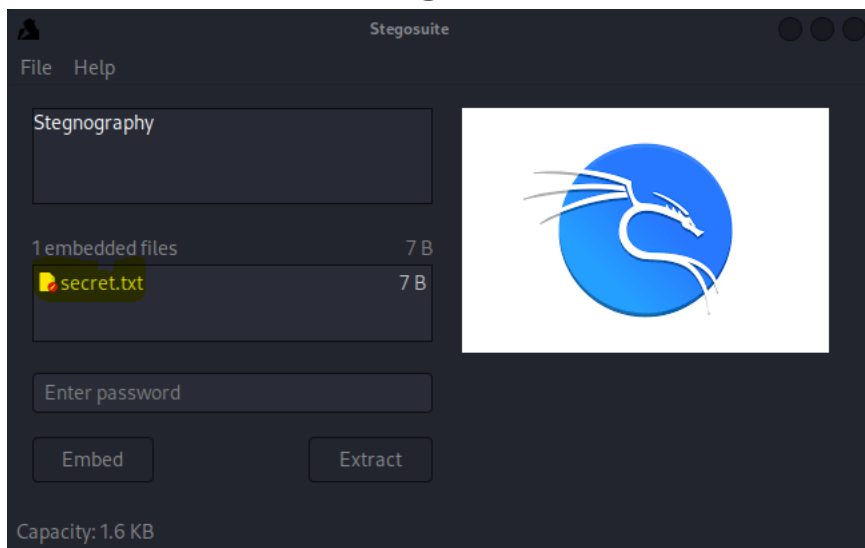 Stegosuite
File Help
Stegnography
1 embedded files 7 B
secret.txt 7 B
Enter password
Embed Extract
Capacity: 1.6 KB